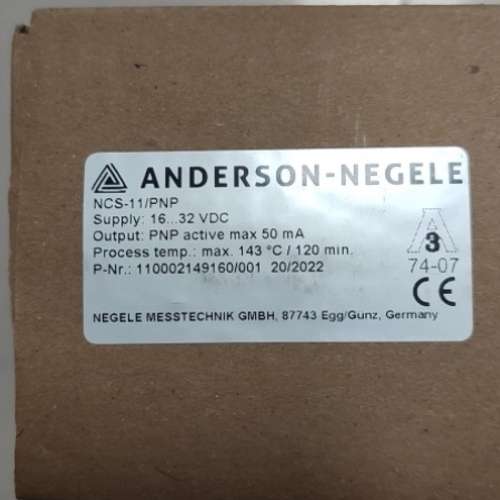 ANDERSON-NEGELE
NCS-11/PNP
Supply: 16...32 VDC
Output: PNP active max 50 mA
Process temp.: max. 143 °C / 120 min.
P-Nr.: 110002149160/001 20/2022
3
74-07
CE
NEGELE MESSTECHNIK GMBH, 87743 Egg/Gunz, Germany